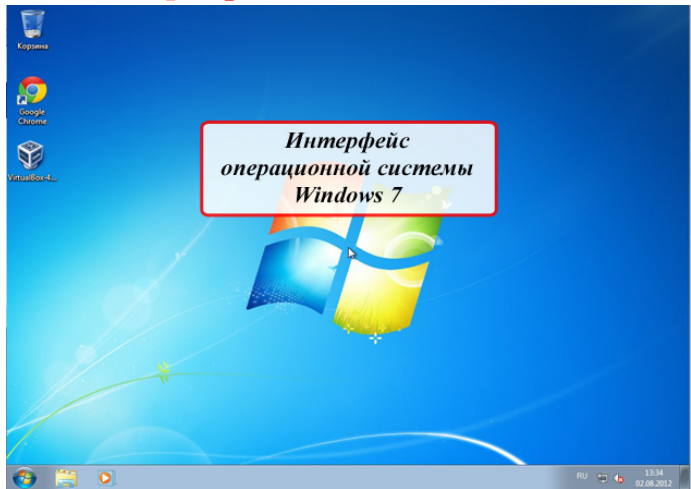 Корзина
Google
Chrome
VirtualBox-4...
Интерфейс
операционной системы
Windows 7
RU
13:34
02.08.2012